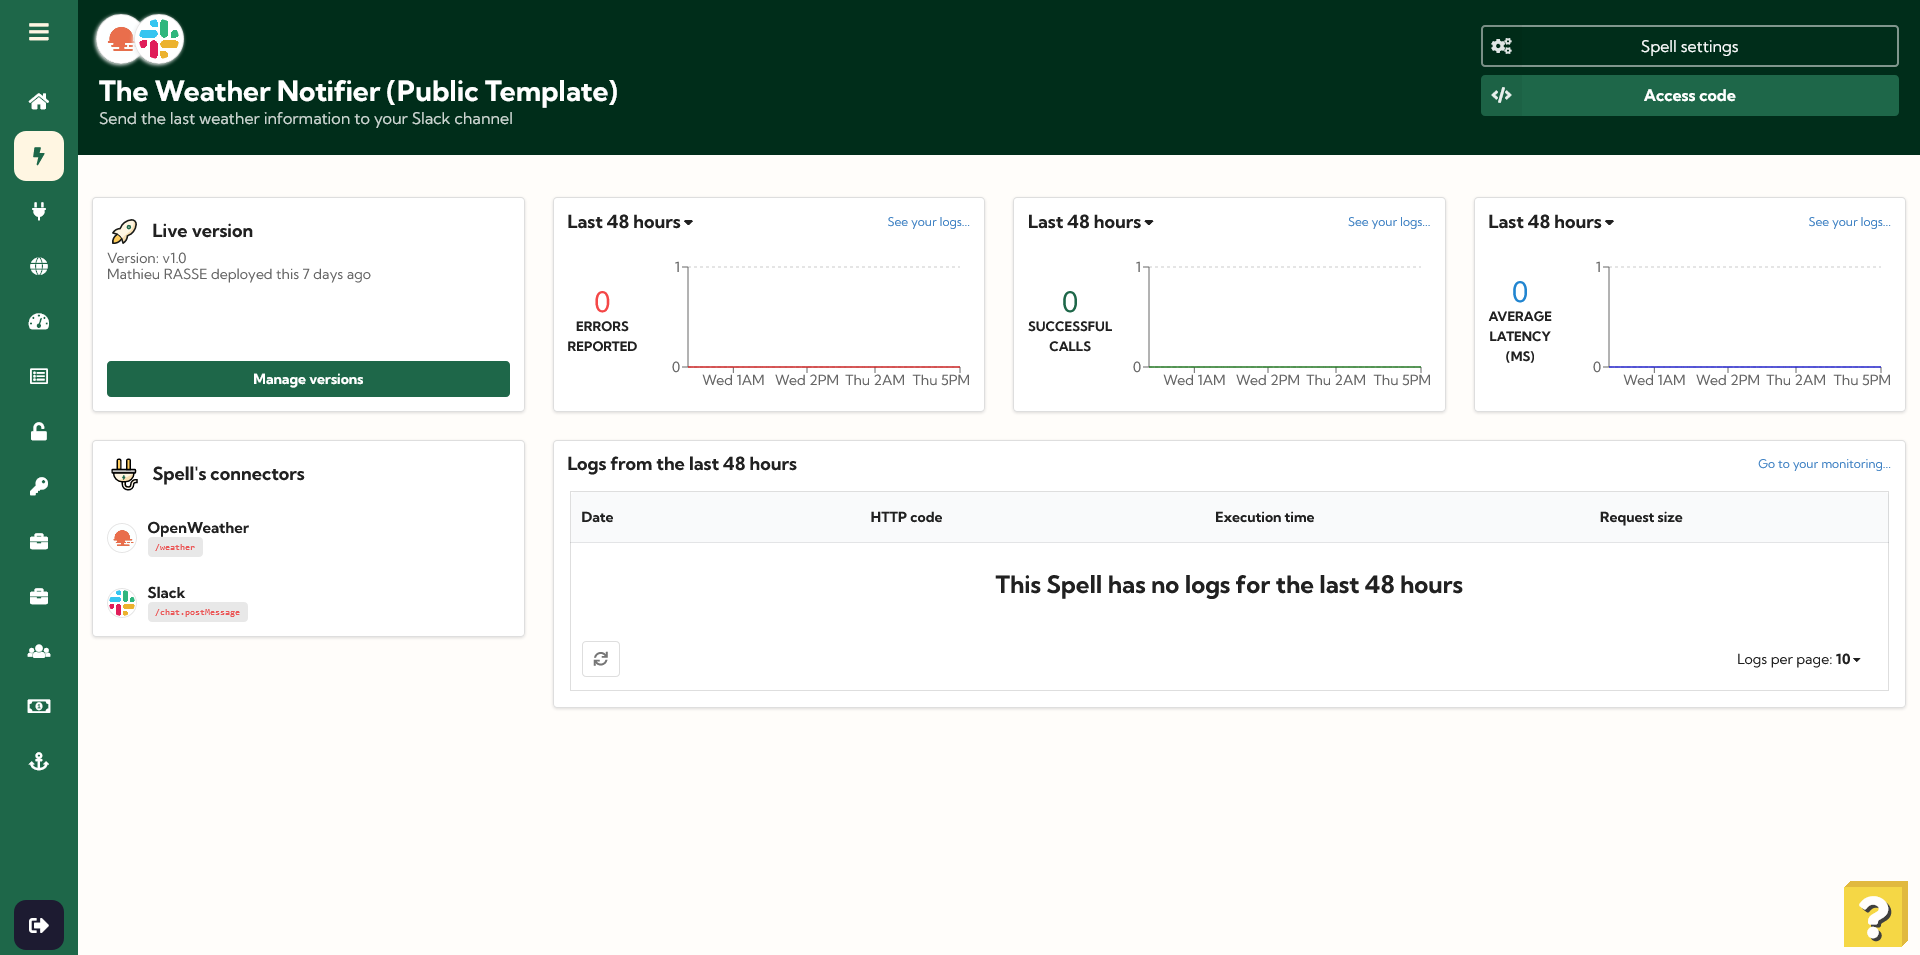 The Weather Notifier (Public Template)
Send the last weather information to your Slack channel
Spell settings
Access code
Live version
Version: v1.0
Mathieu RASSE deployed this 7 days ago
Manage versions
Last 48 hours
See your logs...
0
ERRORS
REPORTED
1
0
Wed 1AM Wed 2PM Thu 2AM Thu 5PM
Last 48 hours
See your logs...
0
SUCCESSFUL
CALLS
1
0
Wed 1AM Wed 2PM Thu 2AM Thu 5PM
Last 48 hours
See your logs...
0
AVERAGE
LATENCY
(MS)
1
0
Wed 1AM Wed 2PM Thu 2AM Thu 5PM
Spell's connectors
OpenWeather
/weather
Slack
/chat.postMessage
Logs from the last 48 hours
Go to your monitoring...
Date HTTP code Execution time Request size
This Spell has no logs for the last 48 hours
Logs per page: 10
?